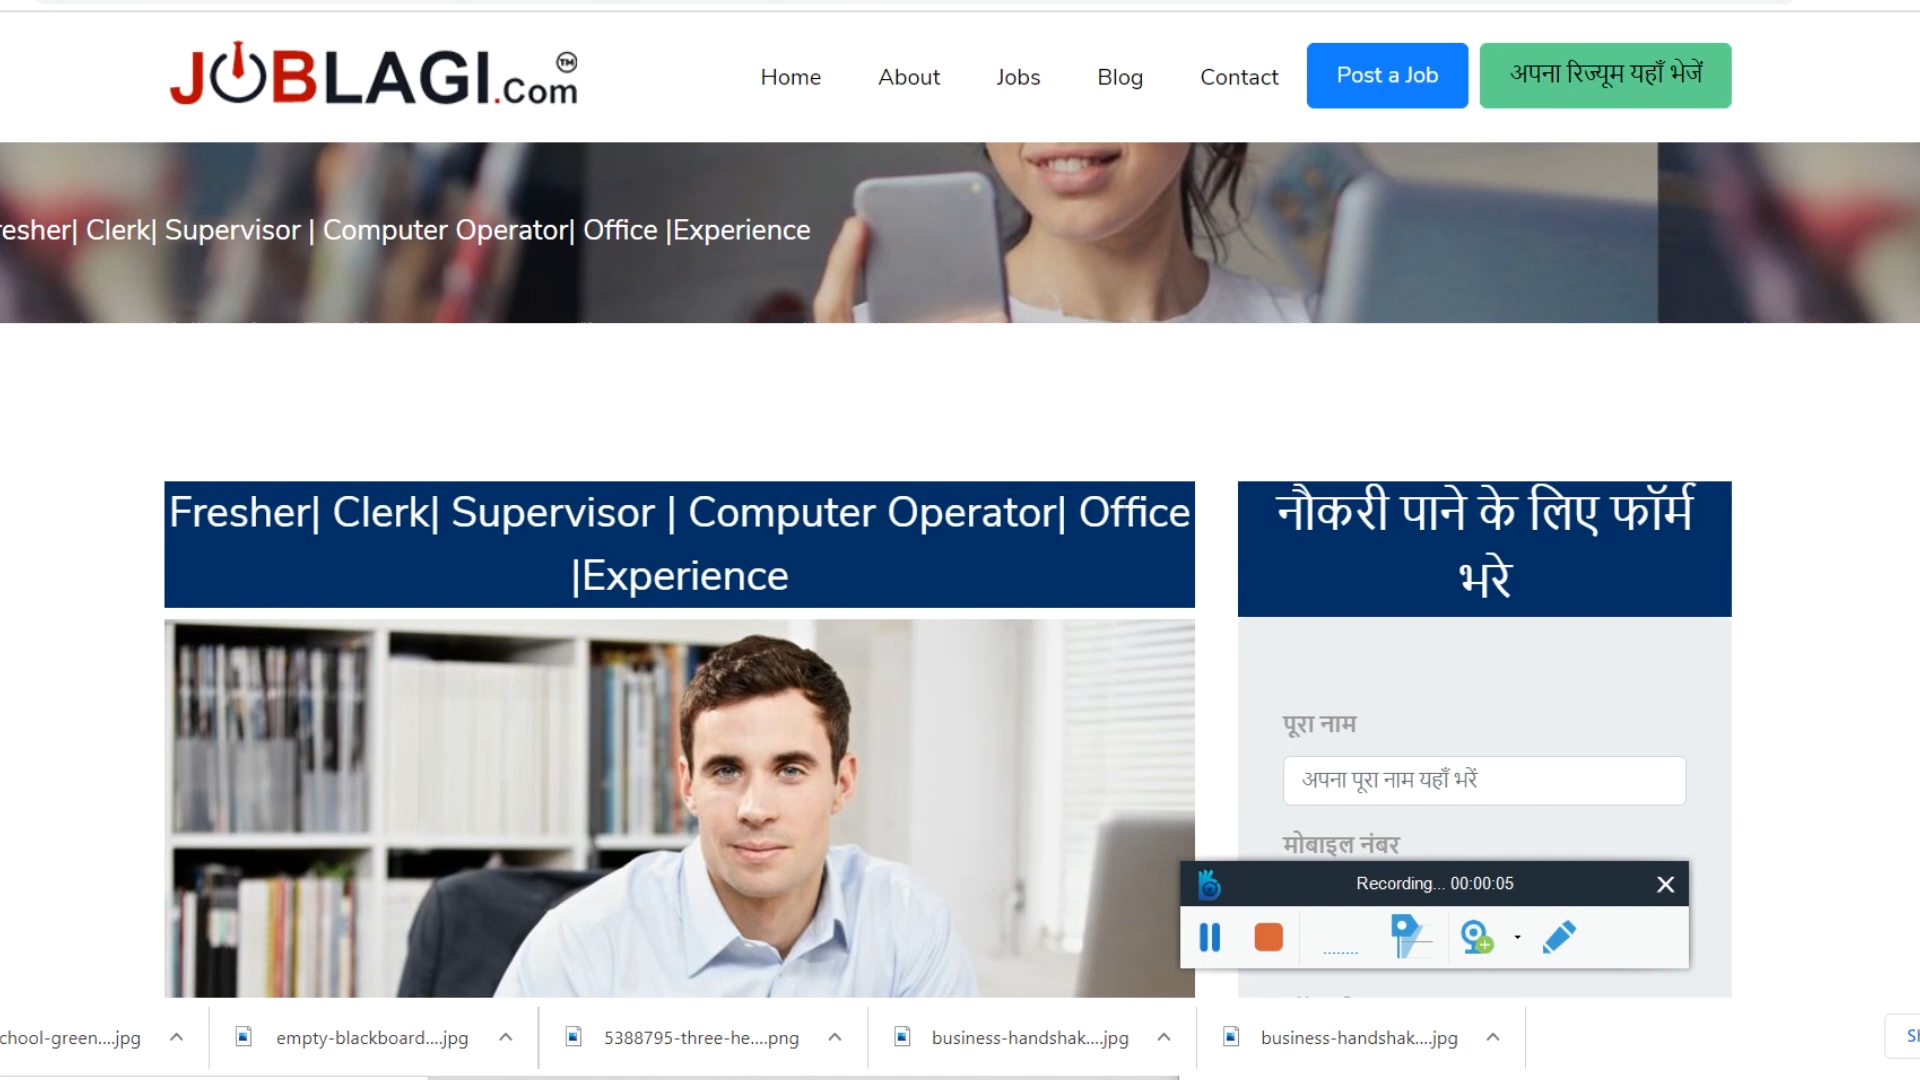 JOBLAGI.Com TM
Home About Jobs Blog Contact Post a Job अपना रिज्यूम यहाँ भेजें
resher| Clerk| Supervisor | Computer Operator| Office |Experience
Fresher| Clerk| Supervisor | Computer Operator| Office
|Experience
नौकरी पाने के लिए फॉर्म
भरे
पूरा नाम
अपना पूरा नाम यहाँ भरें
मोबाइल नंबर
Recording... 00:00:05
chool-green....jpg empty-blackboard....jpg 5388795-three-he....png business-handshak....jpg business-handshak....jpg